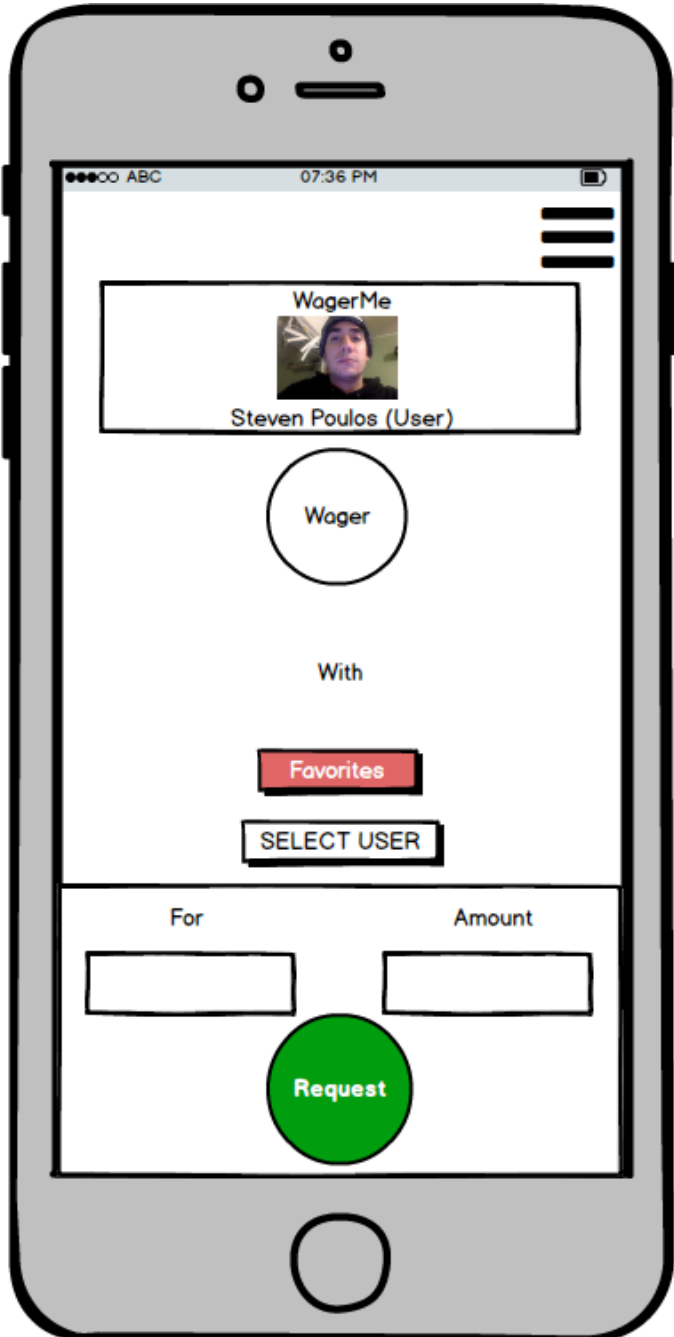 ABC 07:36 PM
WagerMe
Steven Poulos (User)
Wager
With
Favorites
SELECT USER
For Amount
Request